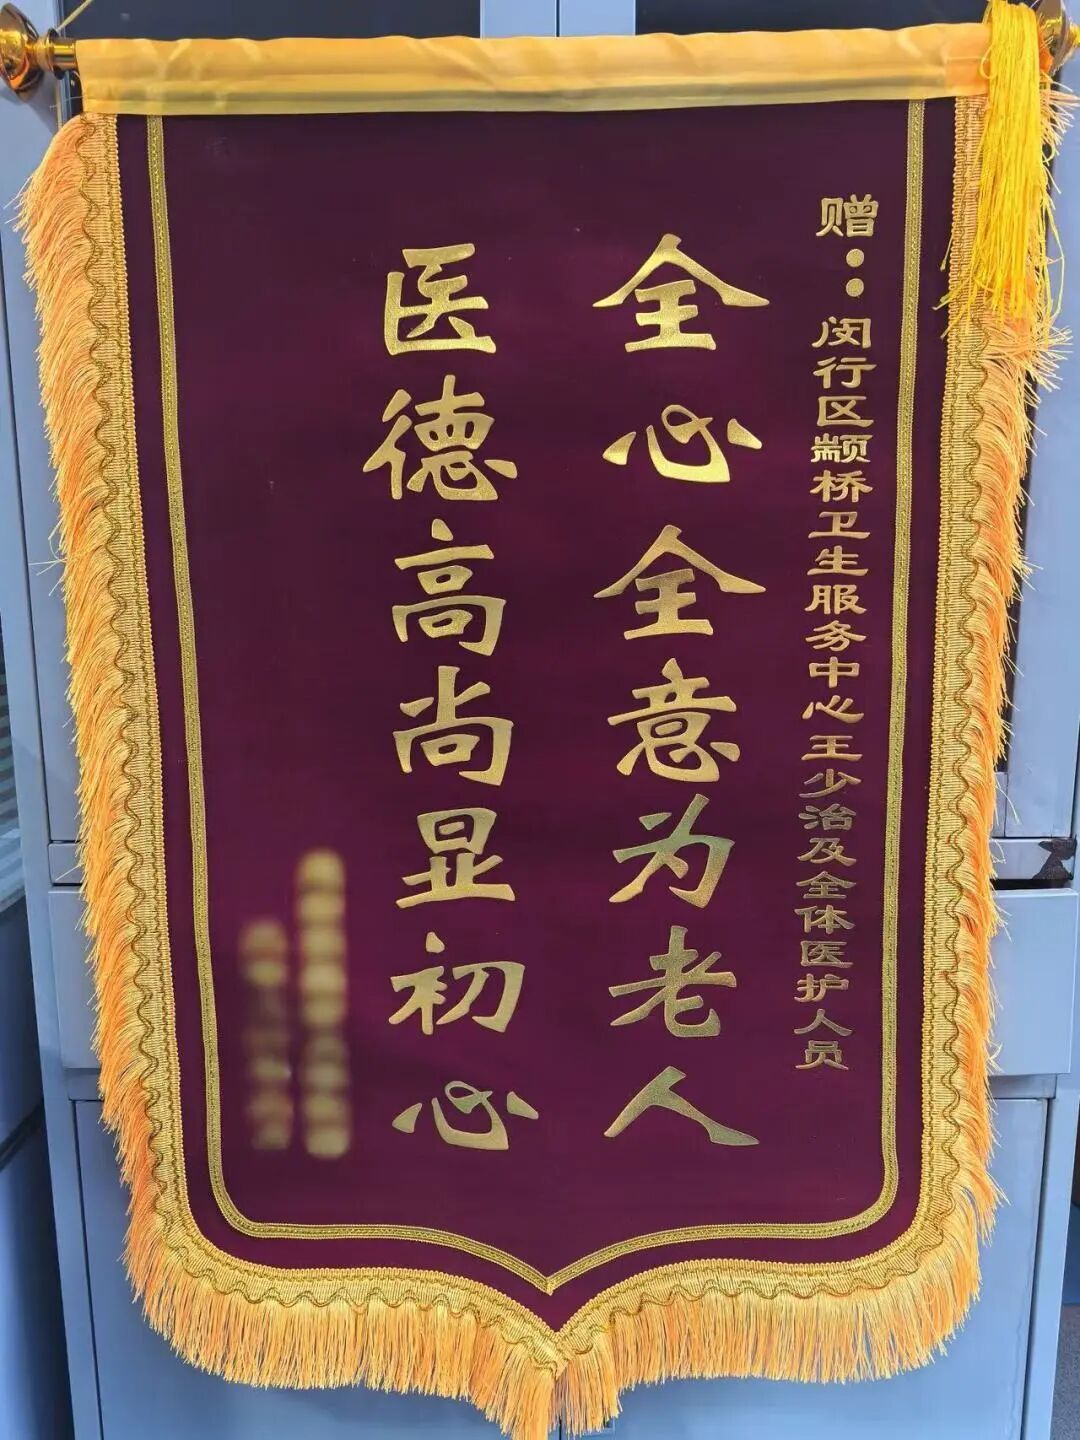 赠：闵行区颛桥卫生服务中心王少治及全体医护人员
全心全意为老人
医德高尚显初心